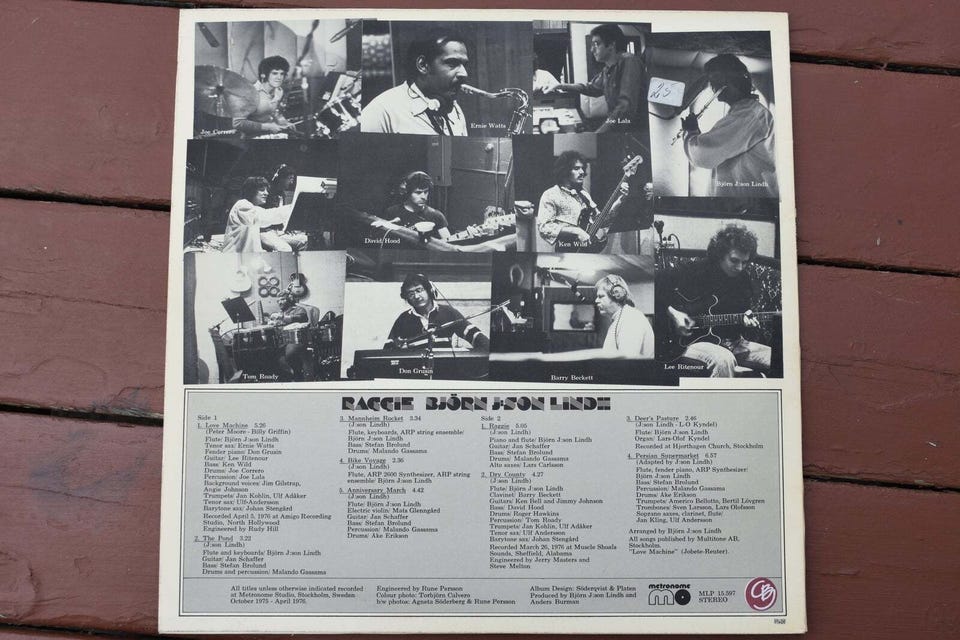 Joe Correro
Ernie Watts
Joe Lala
25
Björn J:son Lindh
David Hood
Ken Wild
Tom Roady
Don Grusin
Barry Beckett
Lee Ritenour
RAGGIE BJÖRN J:SON LINDH
Side 1
1. Love Machine 5.26
(Peter Moore - Billy Griffin)
Flute: Björn J:son Lindh
Tenor sax: Ernie Watts
Fender piano: Don Grusin
Guitar: Lee Ritenour
Bass: Ken Wild
Drums: Joe Correro
Percussion: Joe Lala
Background voices: Jim Gilstrap,
Angie Johnson
Trumpets: Jan Kohlin, Ulf Adåker
Tenor sax: Ulf Andersson
Barytone sax: Johan Stengård
Recorded April 5, 1976 at Amigo Recording
Studio, North Hollywood
Engineered by Rudy Hill
2. The Pond 3.22
(J:son Lindh)
Flute and keyboards: Björn J:son Lindh
Guitar: Jan Schaffer
Bass: Stefan Brolund
Drums and percussion: Malando Gassama
3. Mannheim Rocket 3.34
(J:son Lindh)
Flute, keyboards, ARP string ensemble:
Björn J:son Lindh
Bass: Stefan Brolund
Drums: Malando Gassama
4. Bike Voyage 2.36
(J:son Lindh)
Flute, ARP 2600 Synthesizer, ARP string
ensemble: Björn J:son Lindh
5. Anniversary March 4.42
(J:son Lindh)
Flute: Björn J:son Lindh
Electric violin: Mats Glenngård
Guitar: Jan Schaffer
Bass: Stefan Brolund
Percussion: Malando Gassama
Drums: Ake Erikson
Side 2
1. Raggie 5.05
(J:son Lindh)
Piano and flute: Björn J:son Lindh
Guitar: Jan Schaffer
Bass: Stefan Brolund
Drums: Malando Gassama
Alto saxes: Lars Carlsson
2. Dry County 4.27
(J:son Lindh)
Flute: Björn J:son Lindh
Clavinet: Barry Beckett
Guitars: Ken Bell and Jimmy Johnson
Bass: David Hood
Drums: Roger Hawkins
Percussion: Tom Roady
Trumpets: Jan Kohlin, Ulf Adåker
Tenor sax: Ulf Andersson
Barytone sax: Johan Stengård
Recorded March 26, 1976 at Muscle Shoals
Sounds, Sheffield, Alabama
Engineered by Jerry Masters and
Steve Melton
3. Deer's Pasture 2.46
(J:son Lindh - L-O Kyndel)
Flute: Björn J:son Lindh
Organ: Lars-Olof Kyndel
Recorded at Hjorthagen Church, Stockholm
4. Persian Supermarket 6.57
(Adapted by J:son Lindh)
Flute, fender piano, ARP Synthesizer:
Björn J:son Lindh
Bass: Stefan Brolund
Percussion: Malando Gassama
Drums: Åke Erikson
Trumpets: Americo Bellotto, Bertil Lövgren
Trombones: Sven Larsson, Lars Olofsson
Soprano saxes, clarinet, flute:
Jan Kling, Ulf Andersson
Arranged by Björn J:son Lindh
All songs published by Multitone AB,
Stockholm.
"Love Machine" (Jobete-Reuter).
All titles unless otherwise indicated recorded
at Metronome Studio, Stockholm, Sweden
October 1975 - April 1976.
Engineered by Rune Persson
Colour photo: Torbjörn Calvero
b/w photos: Agneta Söderberg & Rune Persson
Album Design: Söderqvist & Platen
Produced by Björn J:son Lindh and
Anders Burman
metronome
MLP 15.597
STEREO